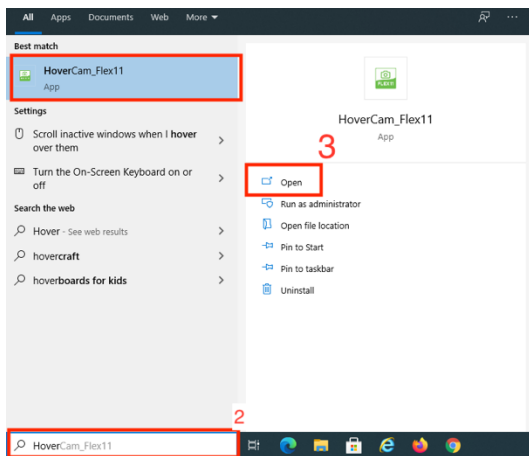 All Apps Documents Web More
Best match
HoverCam_Flex11
App
Settings
Scroll inactive windows when I hover
over them
Turn the On-Screen Keyboard on or
off
Search the web
Hover - See web results
hovercraft
hoverboards for kids
FLEX11
HoverCam_Flex11
App
3
Open
Run as administrator
Open file location
Pin to Start
Pin to taskbar
Uninstall
2
HoverCam_Flex11